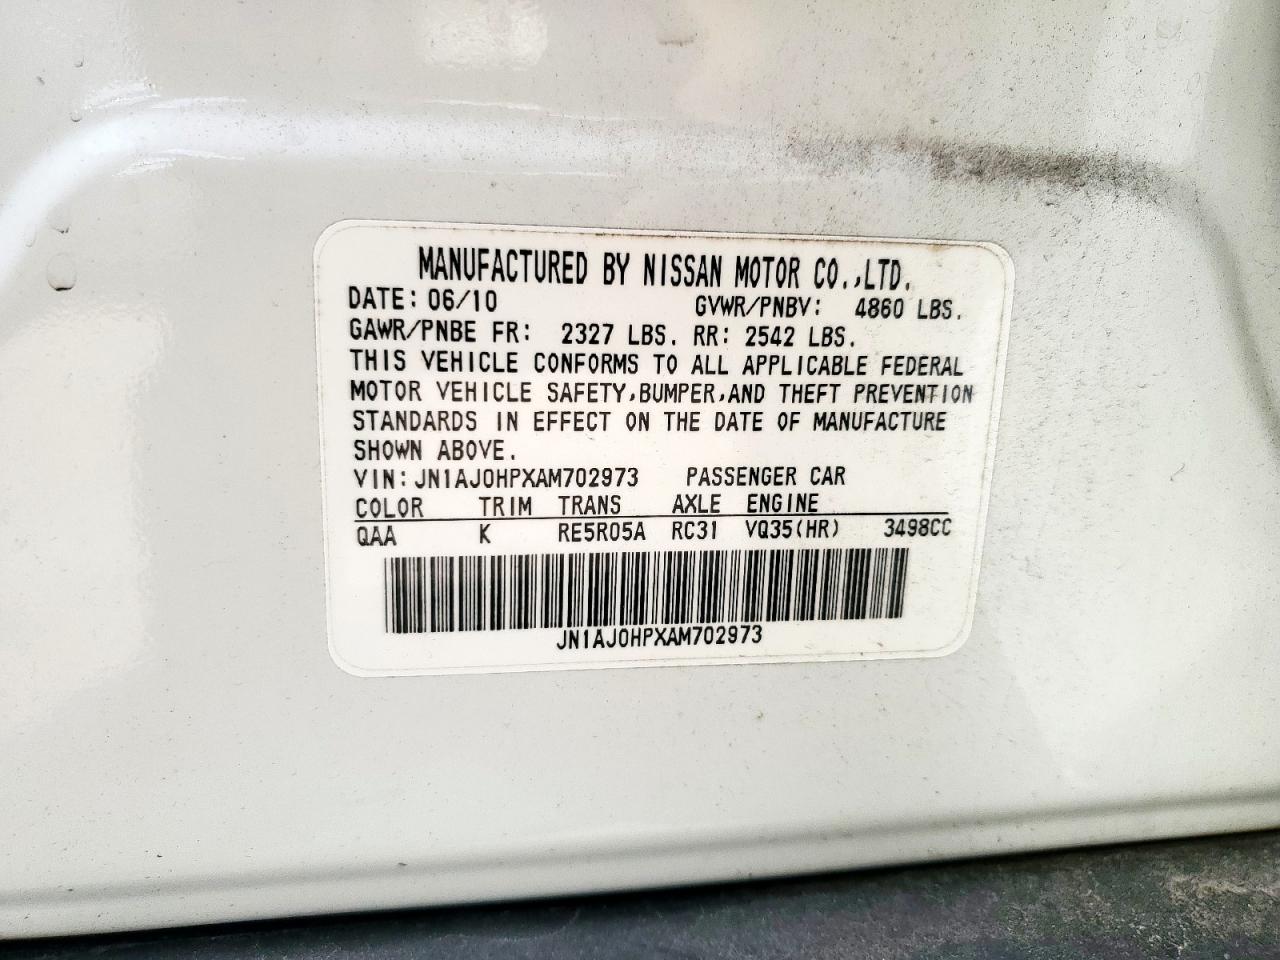 MANUFACTURED BY NISSAN MOTOR CO.,LTD.
DATE: 06/10 GVWR/PNBV: 4860 LBS.
GAWR/PNBE FR: 2327 LBS. RR: 2542 LBS.
THIS VEHICLE CONFORMS TO ALL APPLICABLE FEDERAL
MOTOR VEHICLE SAFETY,BUMPER,AND THEFT PREVENTION
STANDARDS IN EFFECT ON THE DATE OF MANUFACTURE
SHOWN ABOVE.
VIN: JN1AJ0HPXAM702973 PASSENGER CAR
COLOR TRIM TRANS AXLE ENGINE
QAA K RE5R05A RC31 VQ35(HR) 3498CC
JN1AJ0HPXAM702973